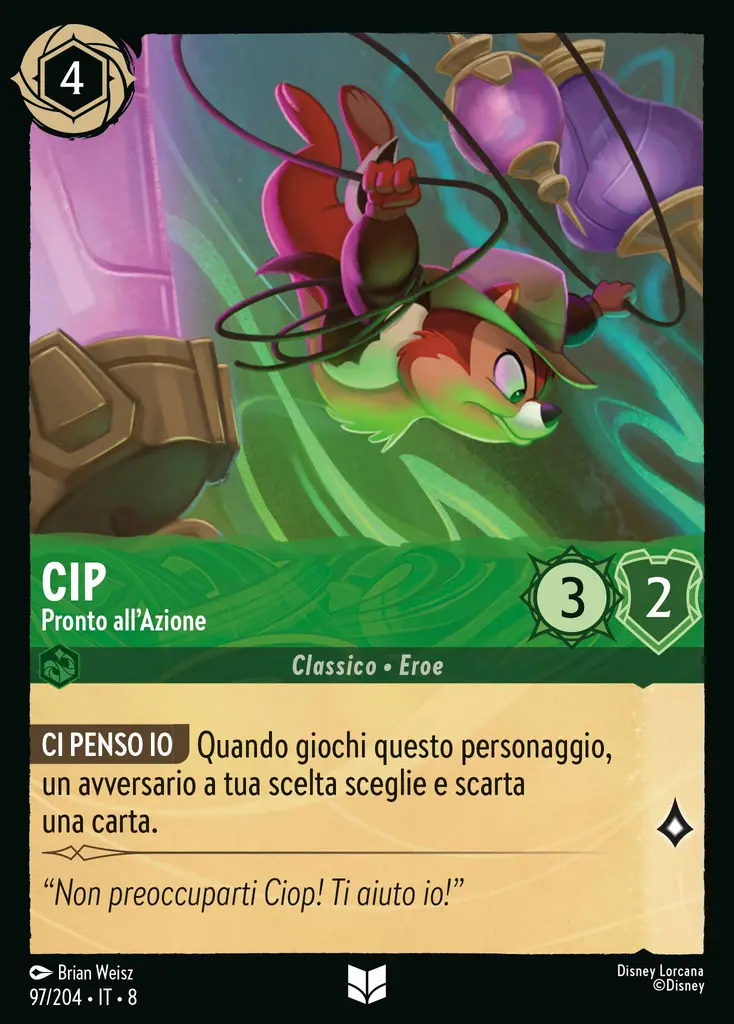 4
CIP
Pronto all'Azione
3
2
Classico • Eroe
CI PENSO IO Quando giochi questo personaggio,
un avversario a tua scelta sceglie e scarta
una carta.
“Non preoccuparti Ciop! Ti aiuto io!”
Brian Weisz
97/204 • IT • 8
Disney Lorcana
©Disney